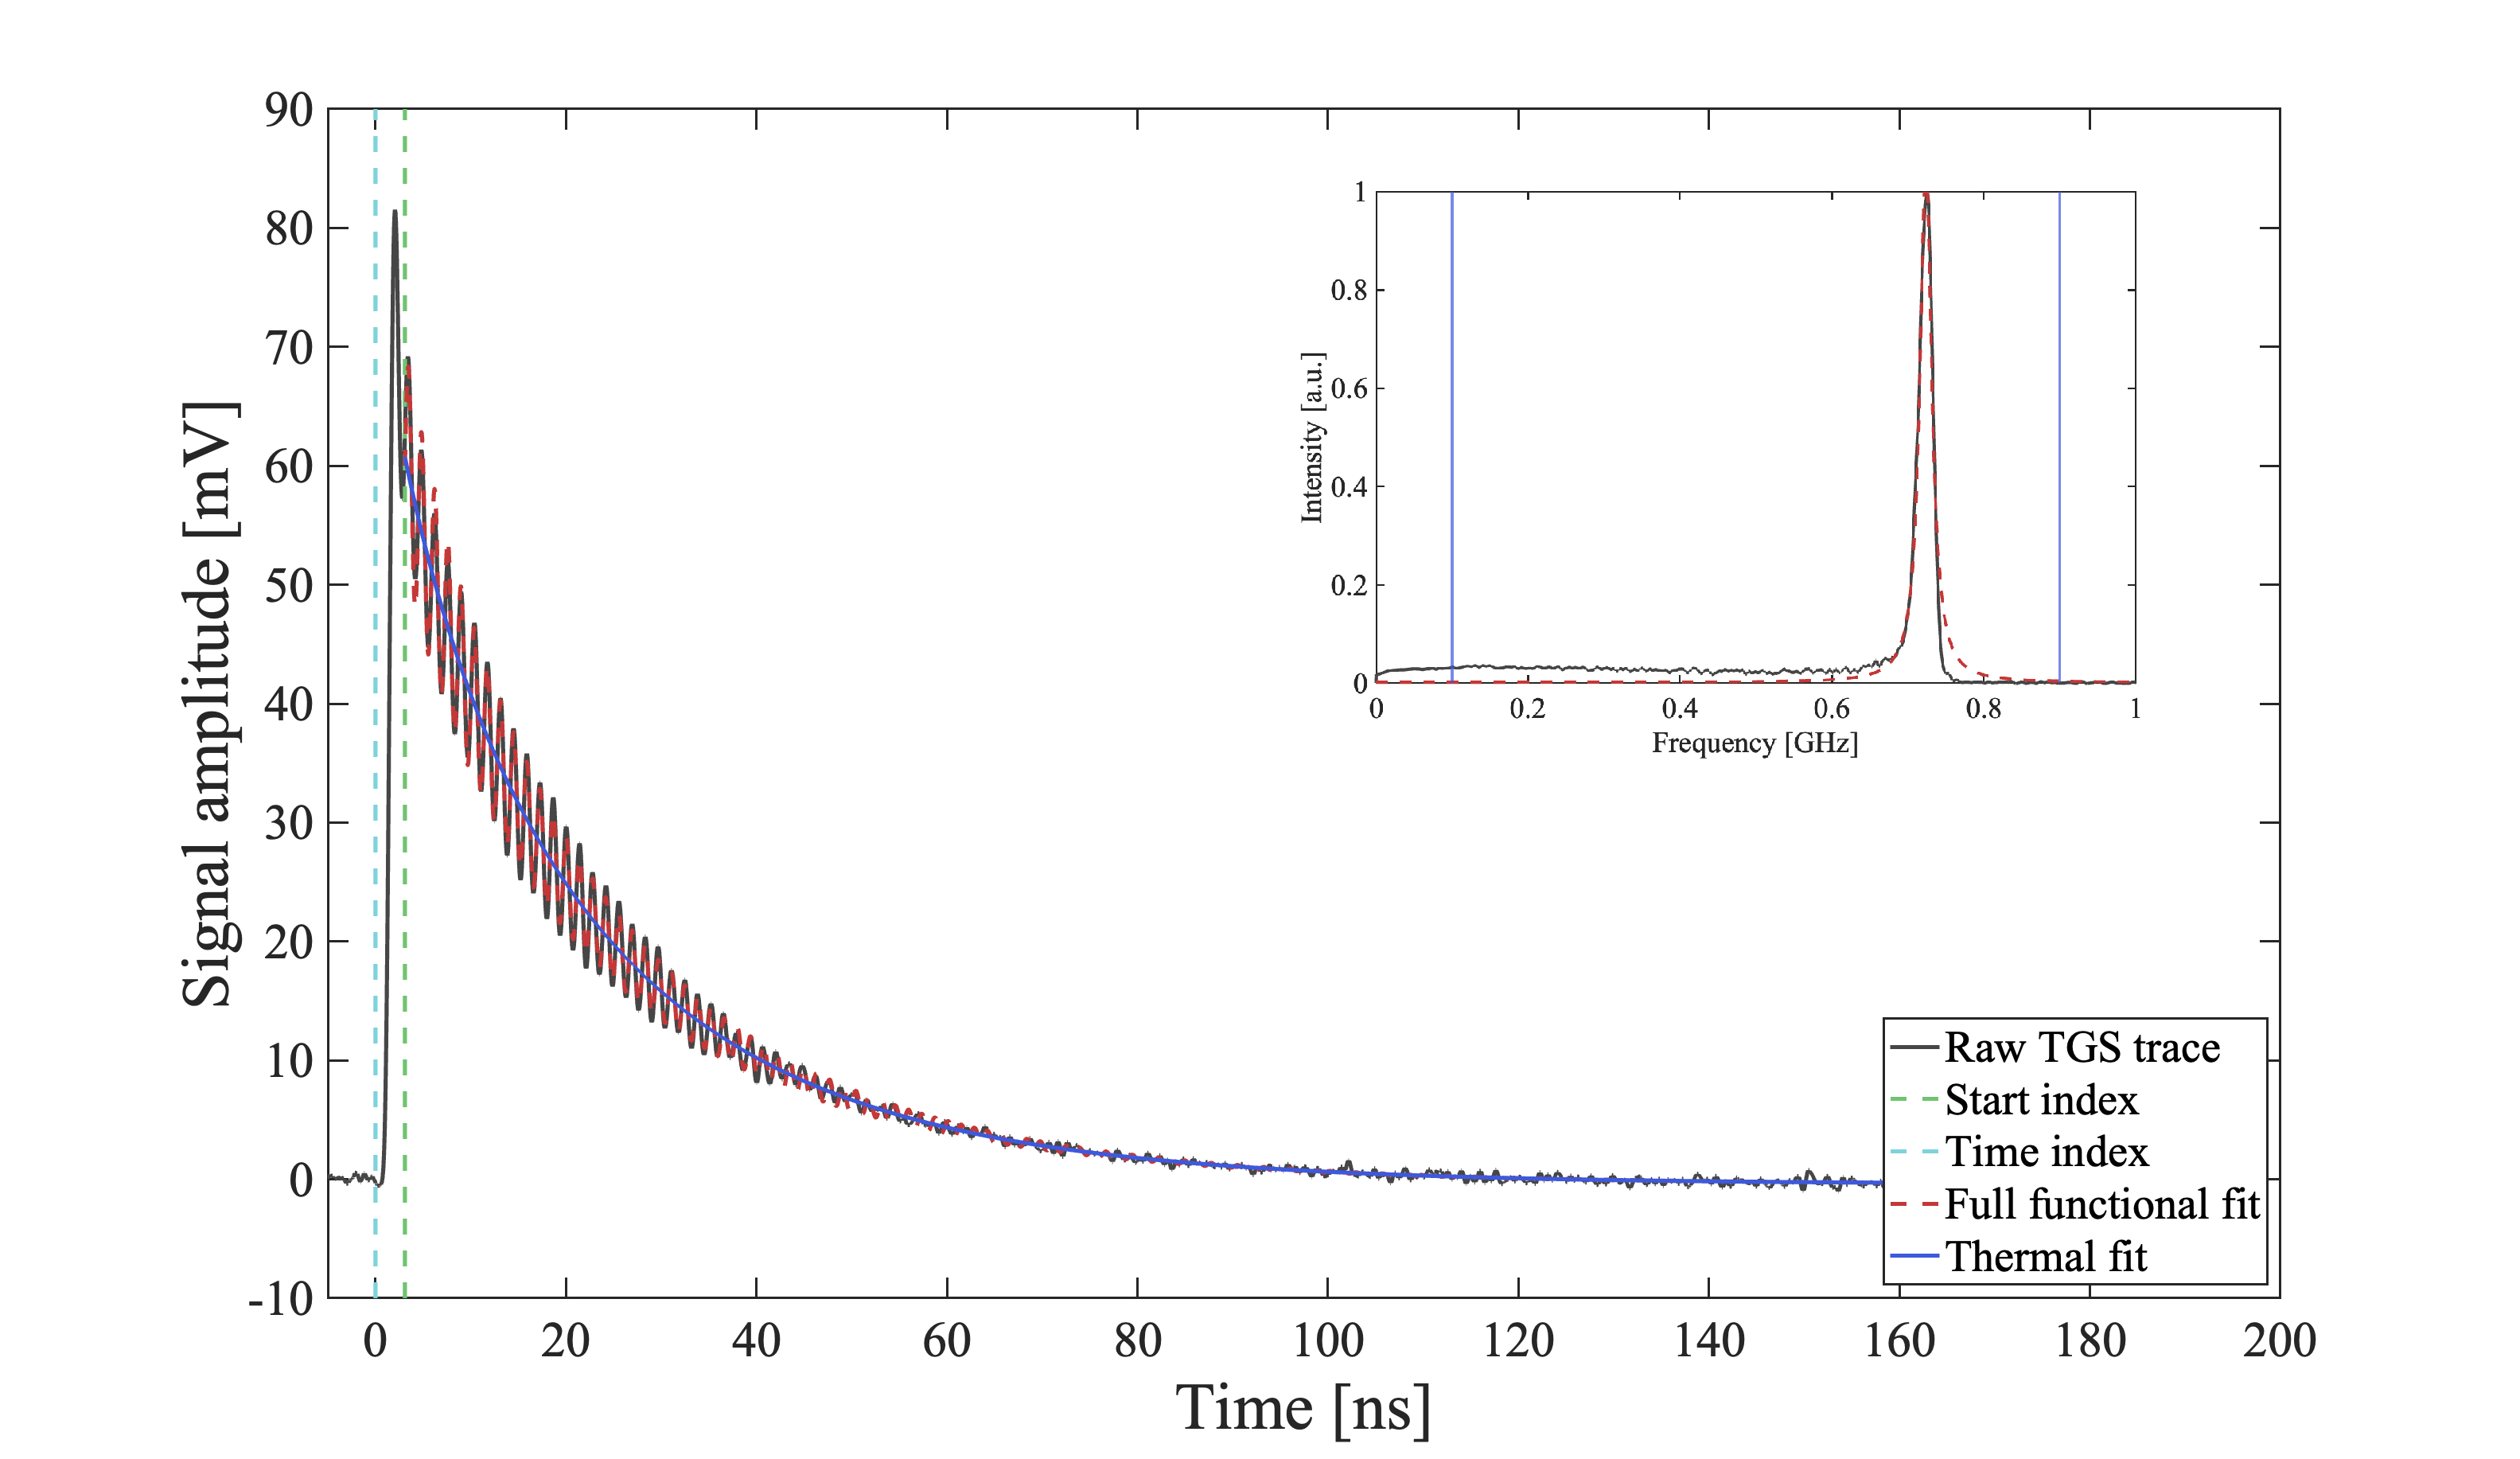 90
80
70
60
50
40
30
20
10
0
-10
Signal amplitude [mV]
0 20 40 60 80 100 120 140 160 180 200
Time [ns]
1
0.8
0.6
0.4
0.2
0
Intensity [a.u.]
0 0.2 0.4 0.6 0.8 1
Frequency [GHz]
Raw TGS trace
Start index
Time index
Full functional fit
Thermal fit